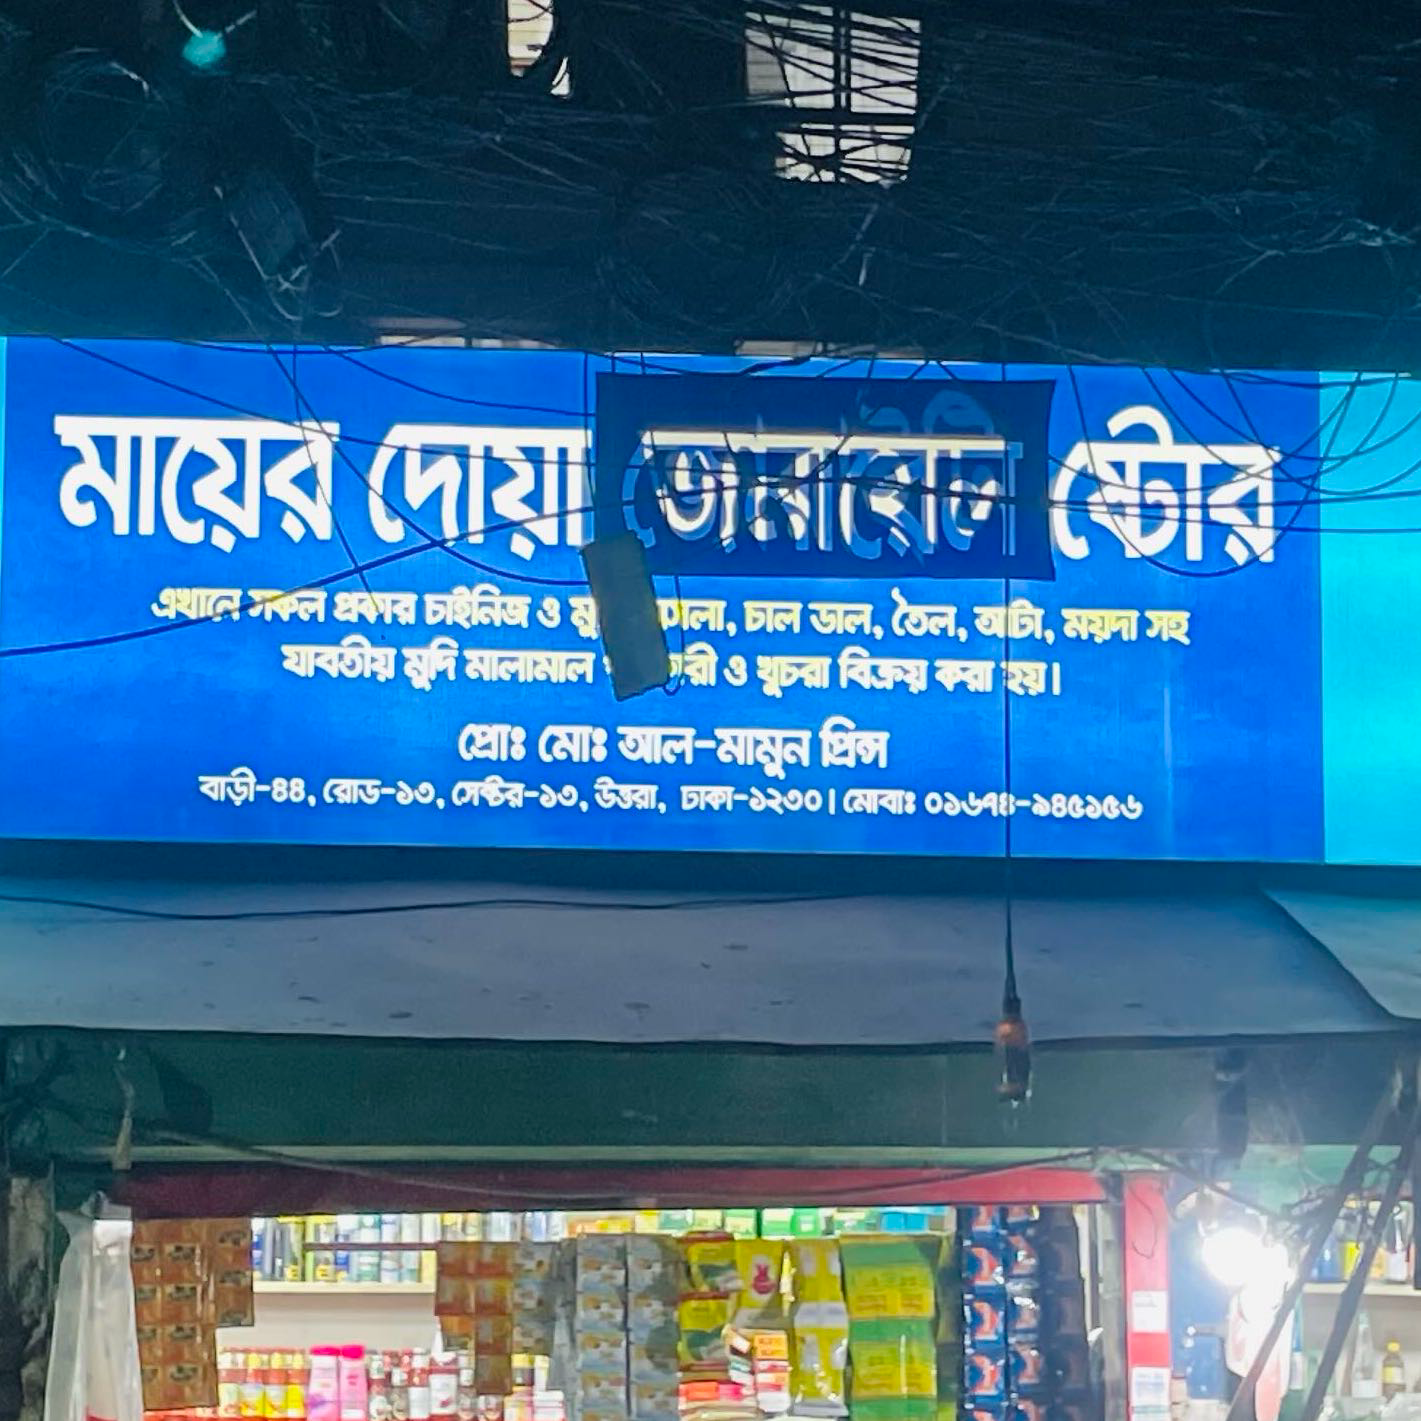 মায়ের দোয়া ষ্টোর
এখানে সকল প্রকার চাইনিজ ও চাল ডাল, তৈল, আটা, ময়দা সহ
যাবতীয় মুদি মালামাল ও খুচরা বিক্রয় করা হয়।
প্রোঃ মোঃ আল-মামুন প্রিন্স
বাড়ী-৪৪, রোড-১৩, সেক্টর-১৩, উত্তরা, ঢাকা-১২৩০। মোবাঃ ০১৬৭৪-৯৪৫১৫৬